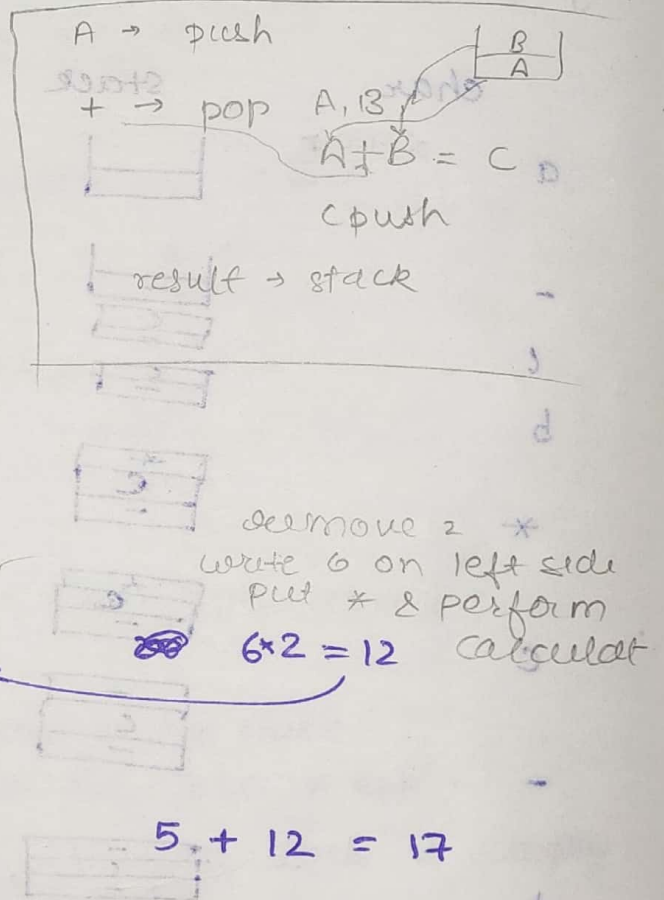 A → push
B
A
+ → pop A, B
A + B = C
C push
result → stack
remove 2 *
write 6 on left side
put * & perform
6*2 = 12 calculat
5 + 12 = 17